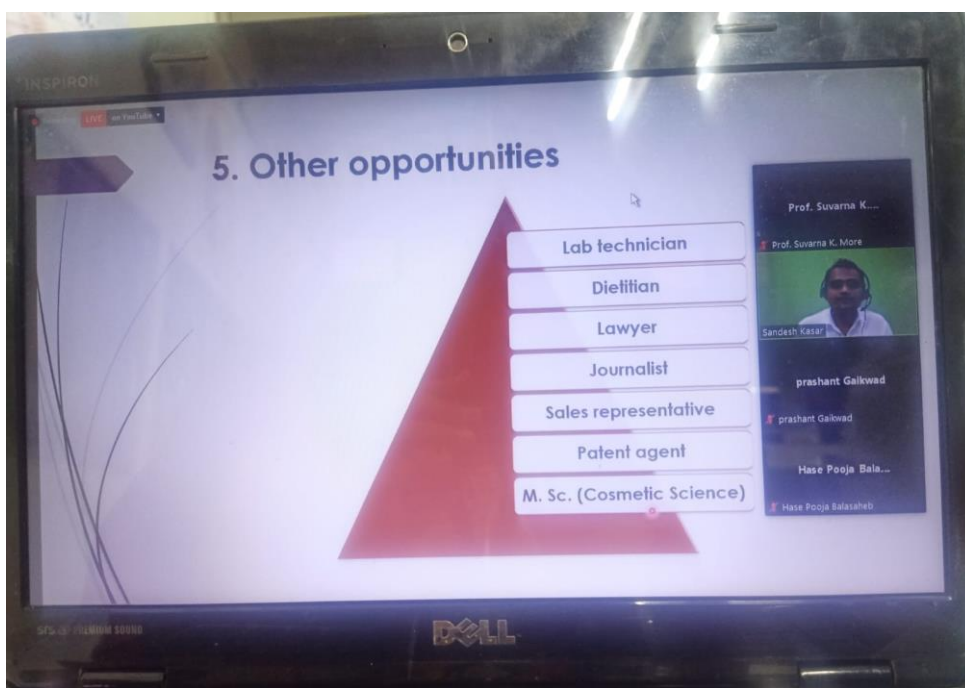 INSPIRON
LIVE on YouTube
5. Other opportunities
Lab technician
Dietitian
Lawyer
Journalist
Sales representative
Patent agent
M. Sc. (Cosmetic Science)
Prof. Suvarna K....
Prof. Suvarna K. More
Sandesh Kasar
prashant Gaikwad
prashant Gaikwad
Hase Pooja Bala...
Hase Pooja Balasaheb
SRS PREMIUM SOUND
DELL